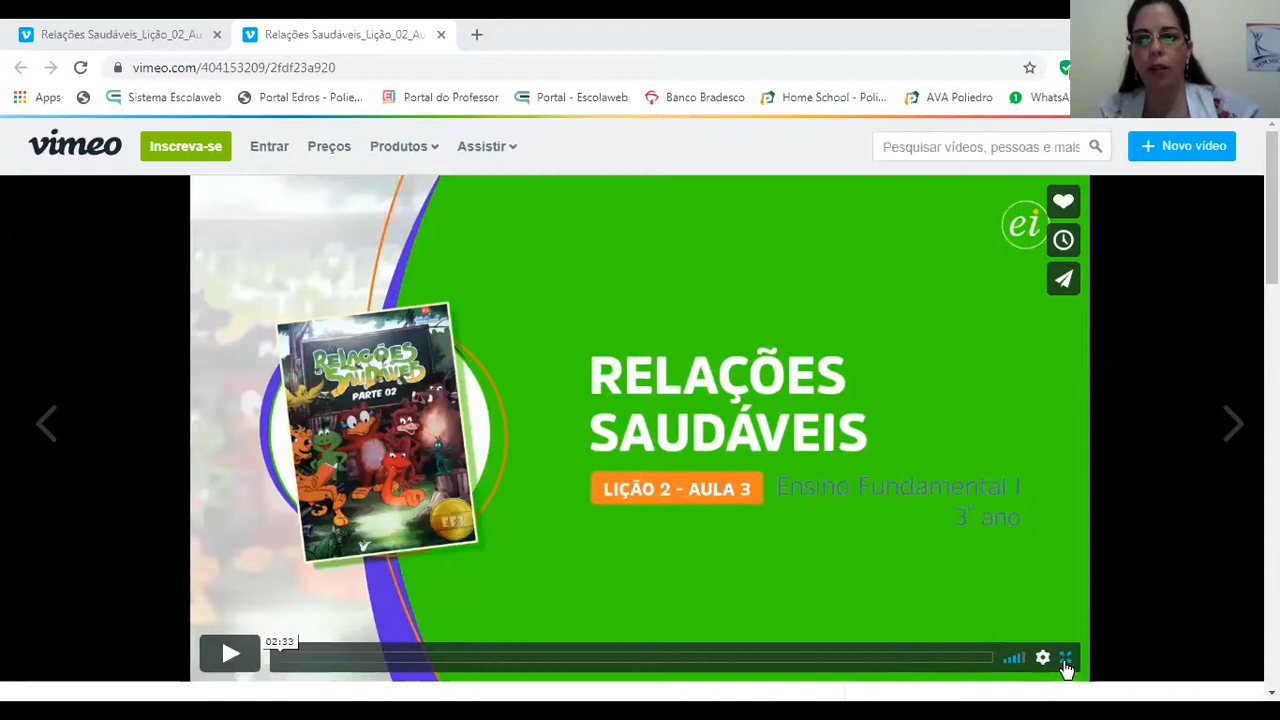 Relações Saudáveis_Lição_02_Au
Relações Saudáveis_Lição_02_Au
vimeo.com/404153209/2fdf23a920
Apps
Sistema Escolaweb
Portal Edros - Polie...
Portal do Professor
Portal - Escolaweb
Banco Bradesco
Home School - Poli...
AVA Poliedro
WhatsA
vimeo
Inscreva-se
Entrar
Preços
Produtos
Assistir
Pesquisar vídeos, pessoas e mais
Novo vídeo
ei
RELAÇÕES
SAUDÁVEIS
PARTE 02
RELAÇÕES
SAUDÁVEIS
LIÇÃO 2 - AULA 3
Ensino Fundamental I
3º ano
02:33